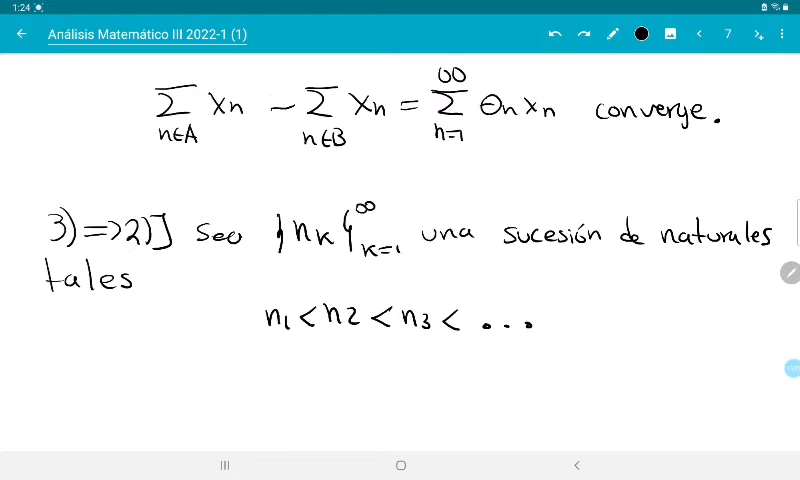 1:24
Análisis Matemático III 2022-1 (1)
7
∑_{n∈A} xn − ∑_{n∈B} xn = ∑_{n=1}^{∞} θn xn converge.
3)=>2)] Sea {nk}_{k=1}^{∞} una sucesión de naturales
tales
n1 < n2 < n3 < ...